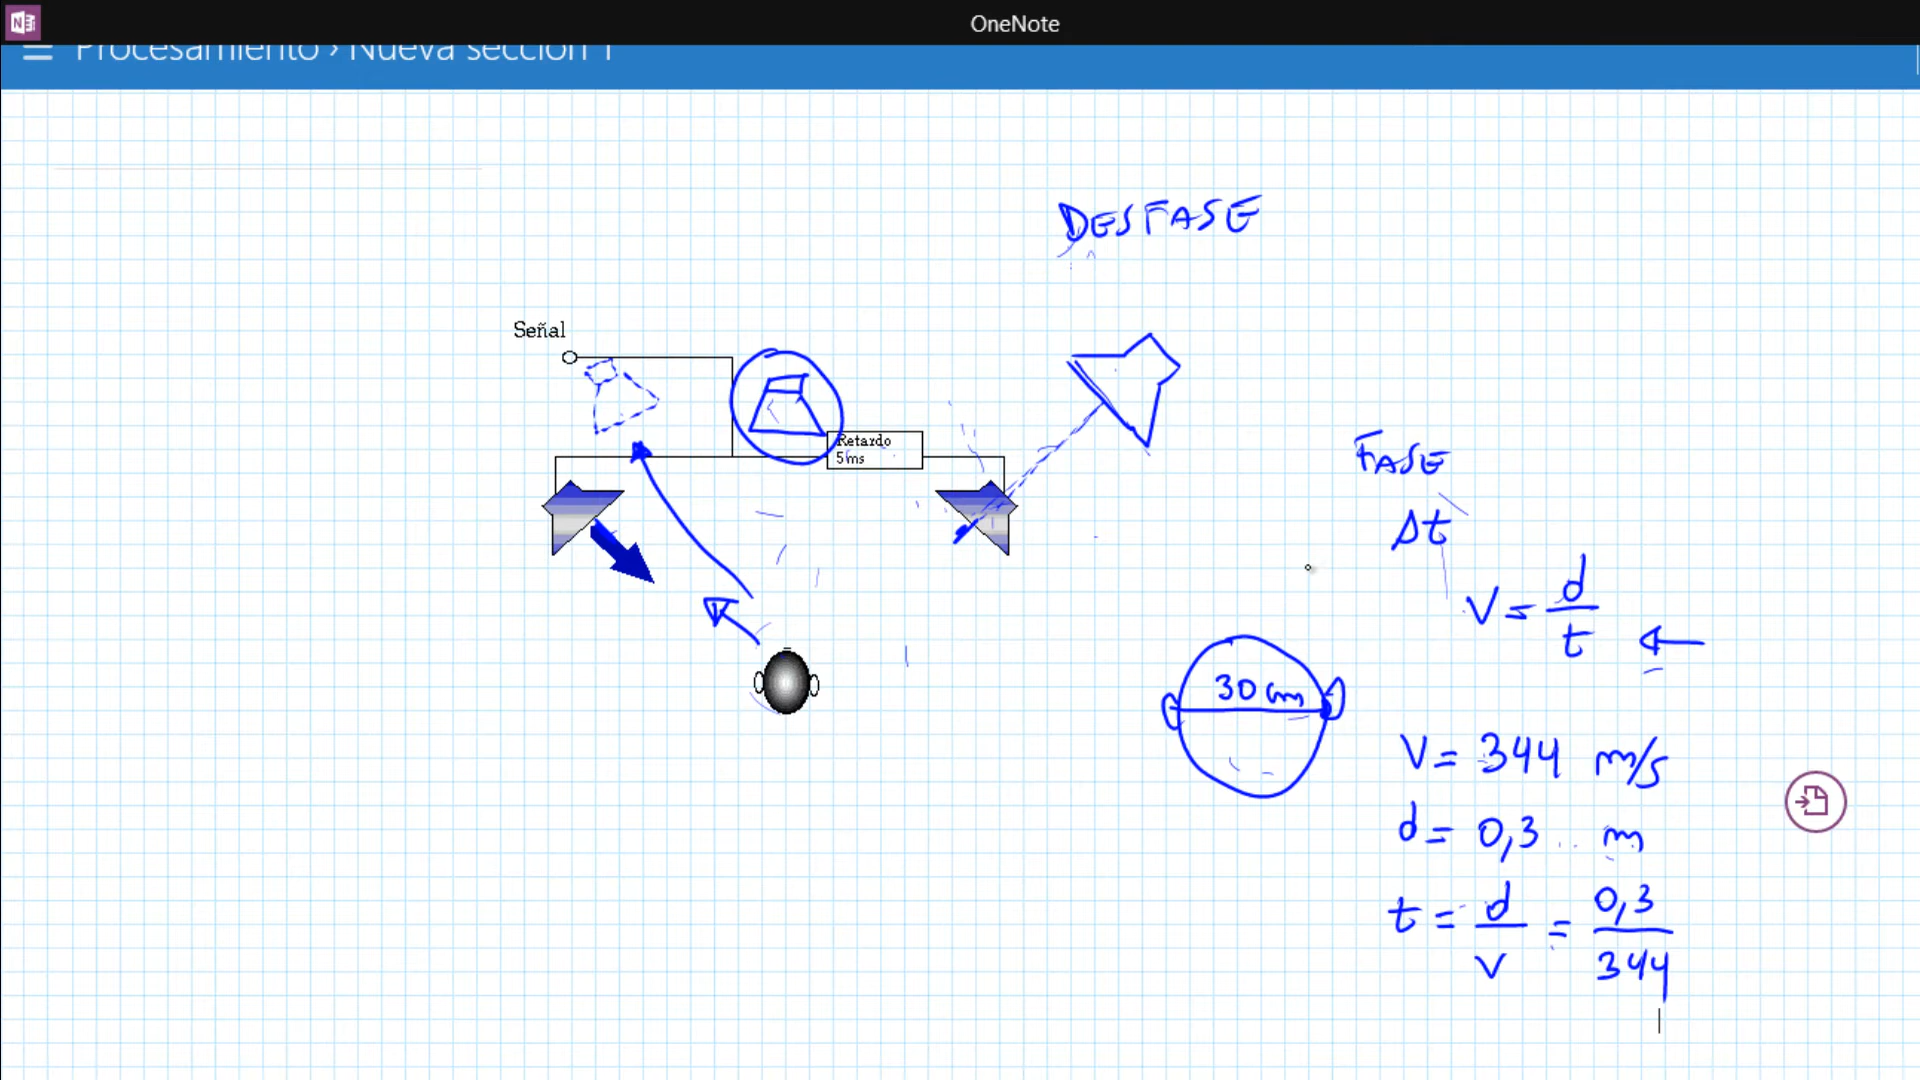 OneNote
Procesamiento › Nueva sección 1
DESFASE
Señal
Retardo
5ms
FASE
Δt
V = d/t
30 cm
V = 344 m/s
d = 0,3 m
t = d/v = 0,3/344